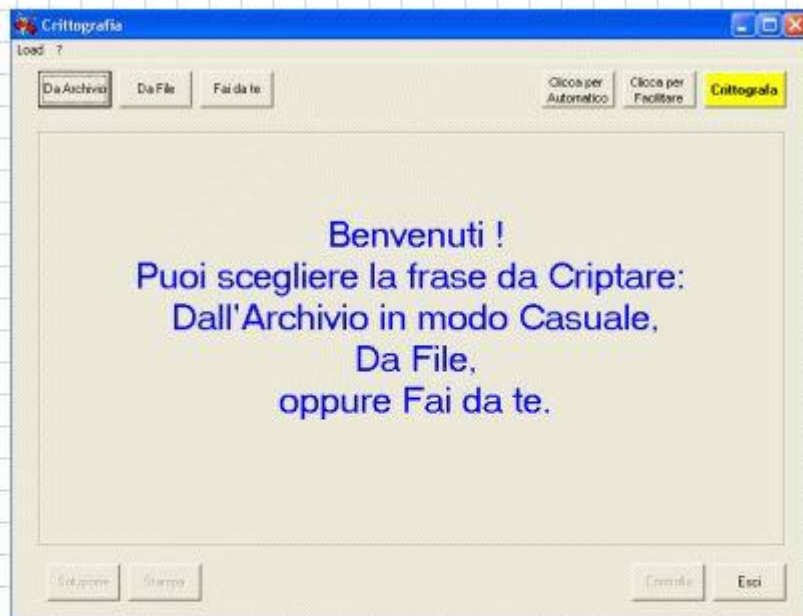 Crittografia
Load ?
Da Archivio Da File Fai da te Clicca per Automatico Clicca per Facilitare Crittografa
Benvenuti !
Puoi scegliere la frase da Criptare:
Dall'Archivio in modo Casuale,
Da File,
oppure Fai da te.
Soluzione Stampa Controlla Esci